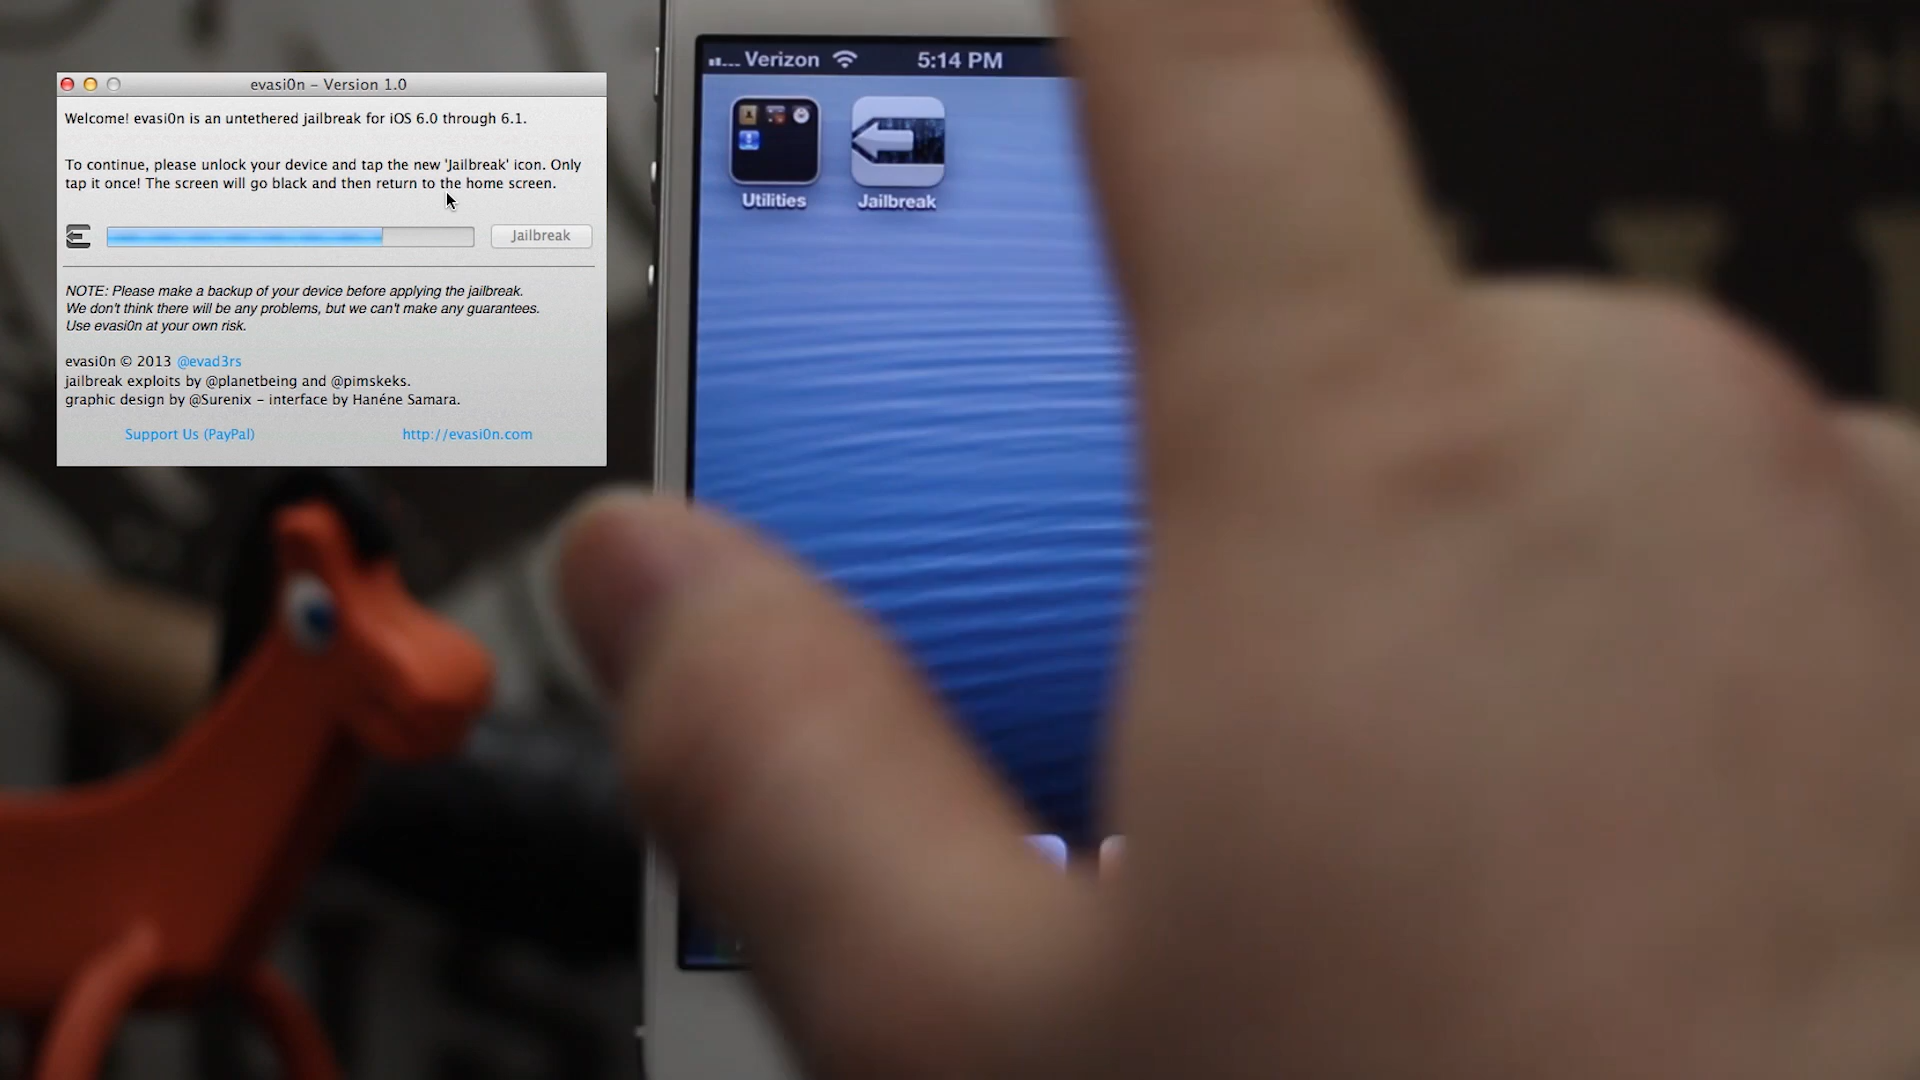 evasi0n – Version 1.0
Welcome! evasi0n is an untethered jailbreak for iOS 6.0 through 6.1.
To continue, please unlock your device and tap the new 'Jailbreak' icon. Only
tap it once! The screen will go black and then return to the home screen.
Jailbreak
NOTE: Please make a backup of your device before applying the jailbreak.
We don't think there will be any problems, but we can't make any guarantees.
Use evasi0n at your own risk.
evasi0n © 2013 @evad3rs
jailbreak exploits by @planetbeing and @pimskeks.
graphic design by @Surenix – interface by Hanéne Samara.
Support Us (PayPal)
http://evasi0n.com
Verizon
5:14 PM
Utilities
Jailbreak